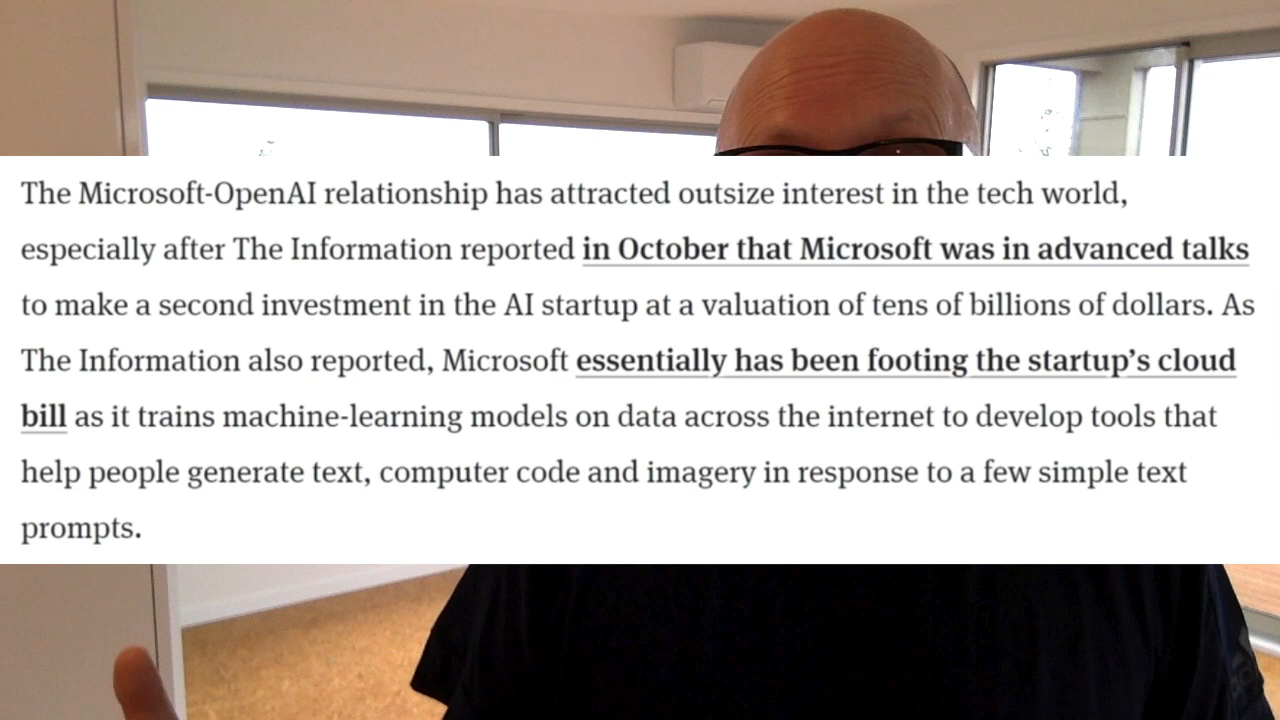 The Microsoft-OpenAI relationship has attracted outsize interest in the tech world,
especially after The Information reported in October that Microsoft was in advanced talks
to make a second investment in the AI startup at a valuation of tens of billions of dollars. As
The Information also reported, Microsoft essentially has been footing the startup’s cloud
bill as it trains machine-learning models on data across the internet to develop tools that
help people generate text, computer code and imagery in response to a few simple text
prompts.